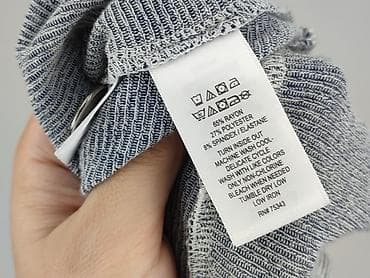 65% RAYON
27% POLYESTER
8% SPANDEX / ELASTANE
TURN INSIDE OUT
MACHINE WASH COOL-
DELICATE CYCLE
WASH WITH LIKE COLORS
ONLY NON-CHLORINE
BLEACH WHEN NEEDED
TUMBLE DRY LOW
LOW IRON
RN# 75343